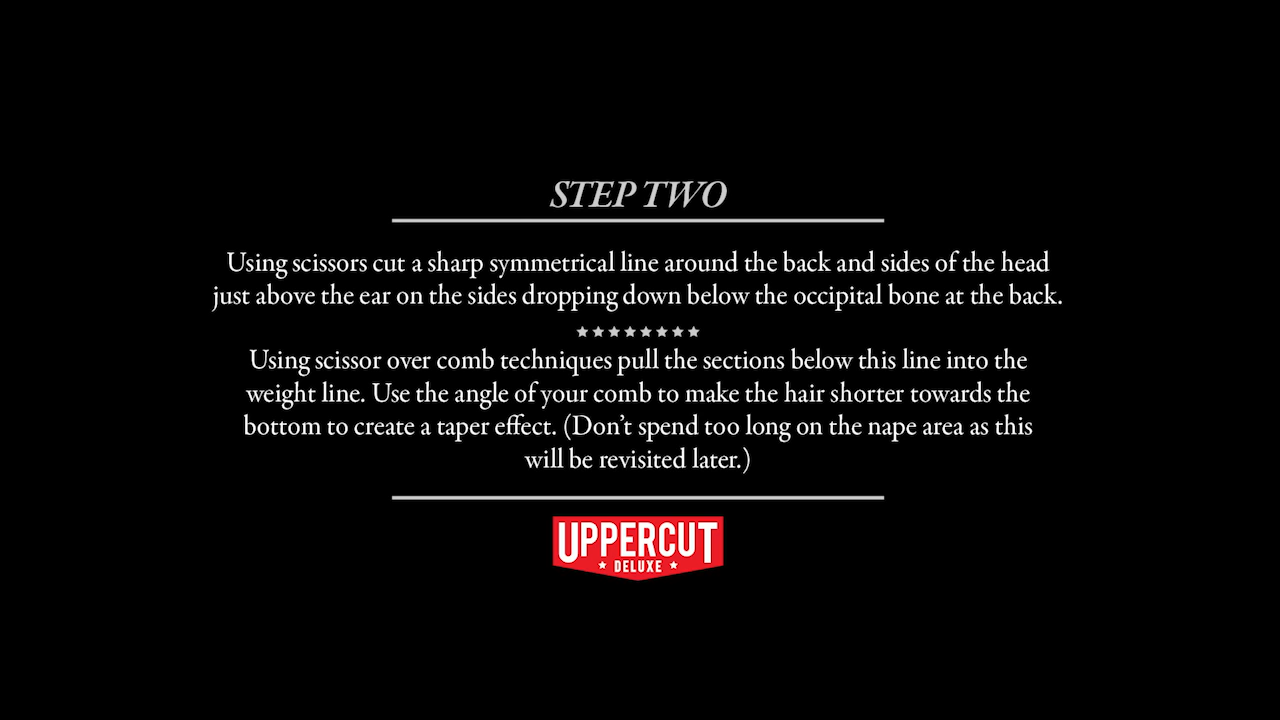 STEP TWO
Using scissors cut a sharp symmetrical line around the back and sides of the head
just above the ear on the sides dropping down below the occipital bone at the back.
Using scissor over comb techniques pull the sections below this line into the
weight line. Use the angle of your comb to make the hair shorter towards the
bottom to create a taper effect. (Don’t spend too long on the nape area as this
will be revisited later.)
UPPERCUT
DELUXE